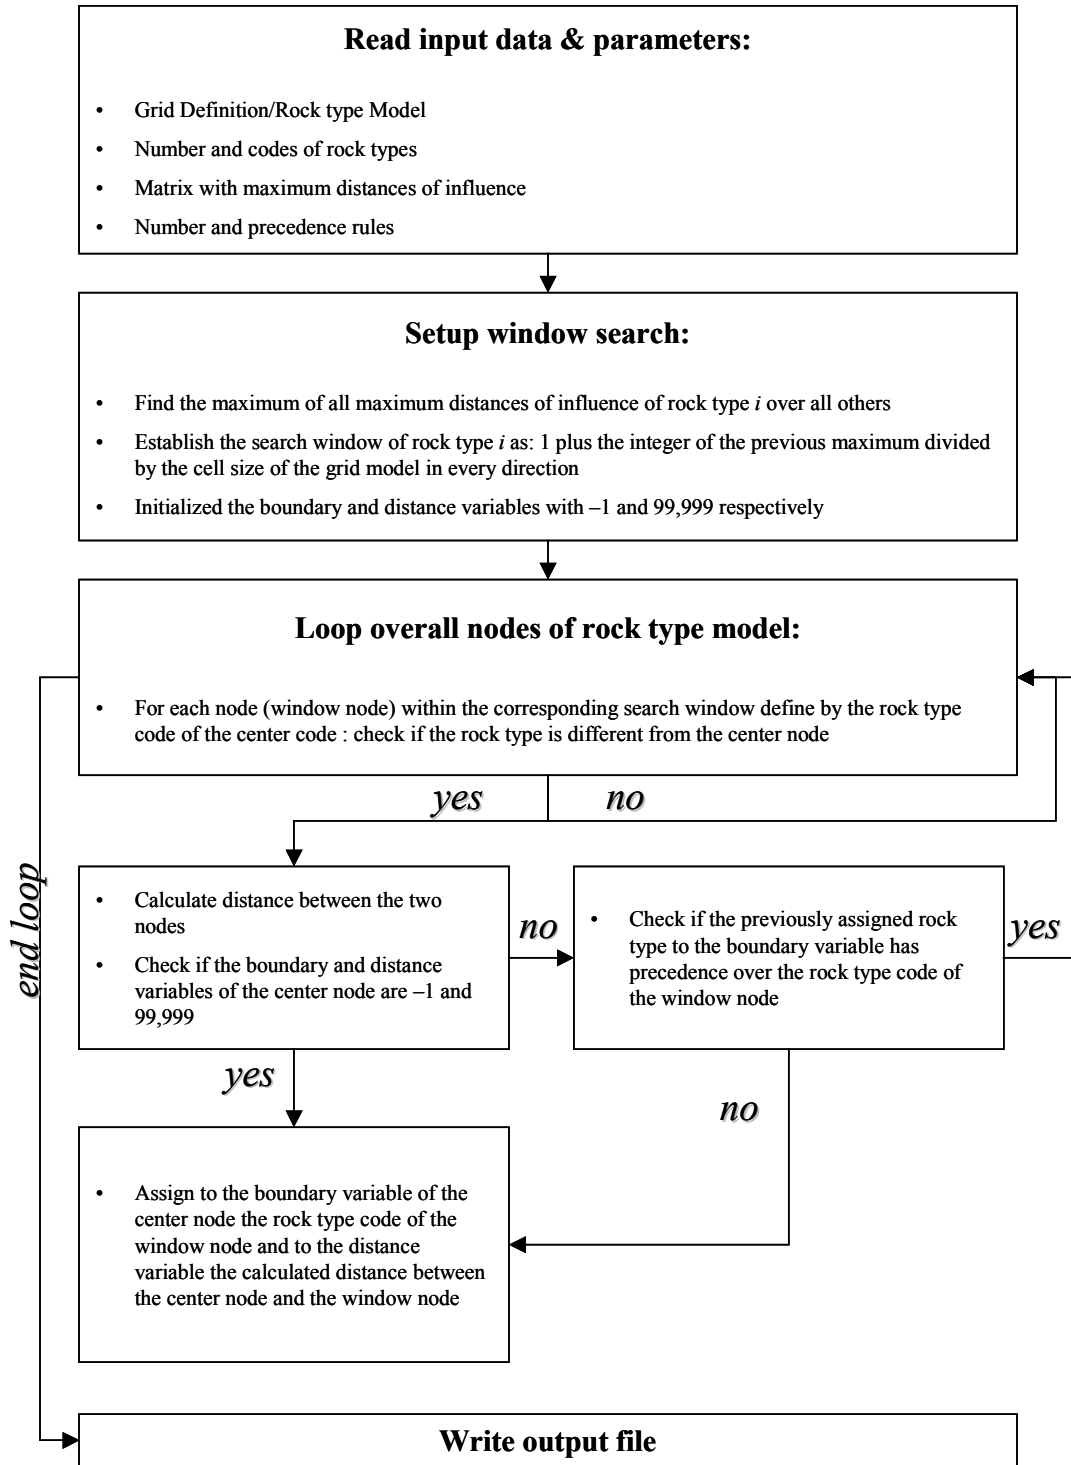 Read input data & parameters:
• Grid Definition/Rock type Model
• Number and codes of rock types
• Matrix with maximum distances of influence
• Number and precedence rules
Setup window search:
• Find the maximum of all maximum distances of influence of rock type i over all others
• Establish the search window of rock type i as: 1 plus the integer of the previous maximum divided
by the cell size of the grid model in every direction
• Initialized the boundary and distance variables with –1 and 99,999 respectively
Loop overall nodes of rock type model:
• For each node (window node) within the corresponding search window define by the rock type
code of the center code : check if the rock type is different from the center node
yes
no
end loop
• Calculate distance between the two
nodes
• Check if the boundary and distance
variables of the center node are –1 and
99,999
no
• Check if the previously assigned rock
type to the boundary variable has
precedence over the rock type code of
the window node
yes
yes
no
• Assign to the boundary variable of the
center node the rock type code of the
window node and to the distance
variable the calculated distance between
the center node and the window node
Write output file